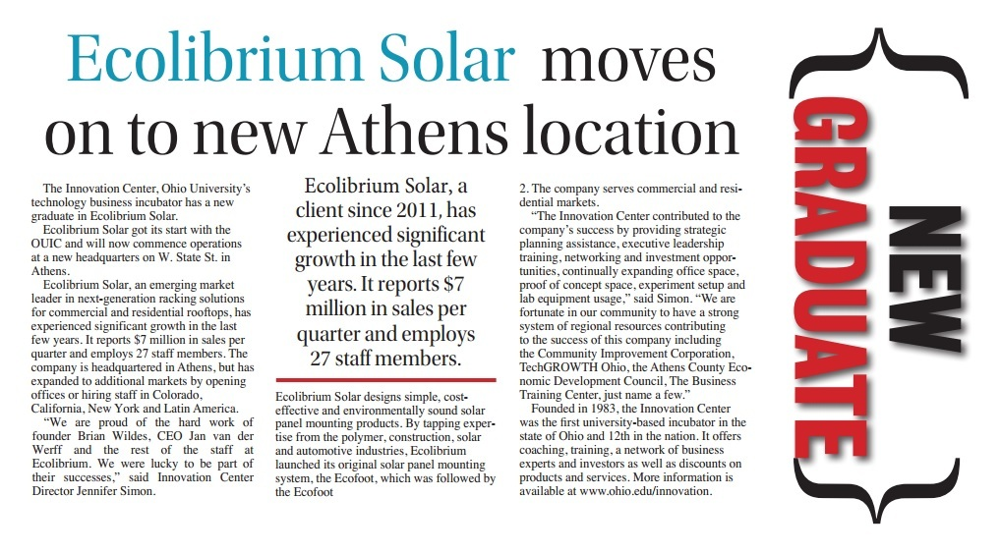 Ecolibrium Solar moves
on to new Athens location
The Innovation Center, Ohio University's
technology business incubator has a new
graduate in Ecolibrium Solar.
Ecolibrium Solar got its start with the
OUIC and will now commence operations
at a new headquarters on W. State St. in
Athens.
Ecolibrium Solar, an emerging market
leader in next-generation racking solutions
for commercial and residential rooftops, has
experienced significant growth in the last
few years. It reports $7 million in sales per
quarter and employs 27 staff members. The
company is headquartered in Athens, but has
expanded to additional markets by opening
offices or hiring staff in Colorado,
California, New York and Latin America.
“We are proud of the hard work of
founder Brian Wildes, CEO Jan van der
Werff and the rest of the staff at
Ecolibrium. We were lucky to be part of
their successes,” said Innovation Center
Director Jennifer Simon.
Ecolibrium Solar, a
client since 2011, has
experienced significant
growth in the last few
years. It reports $7
million in sales per
quarter and employs
27 staff members.
Ecolibrium Solar designs simple, cost-
effective and environmentally sound solar
panel mounting products. By tapping exper-
tise from the polymer, construction, solar
and automotive industries, Ecolibrium
launched its original solar panel mounting
system, the Ecofoot, which was followed by
the Ecofoot
2. The company serves commercial and resi-
dential markets.
“The Innovation Center contributed to the
company's success by providing strategic
planning assistance, executive leadership
training, networking and investment oppor-
tunities, continually expanding office space,
proof of concept space, experiment setup and
lab equipment usage,” said Simon. “We are
fortunate in our community to have a strong
system of regional resources contributing
to the success of this company including
the Community Improvement Corporation,
TechGROWTH Ohio, the Athens County Eco-
nomic Development Council, The Business
Training Center, just name a few.”
Founded in 1983, the Innovation Center
was the first university-based incubator in the
state of Ohio and 12th in the nation. It offers
coaching, training, a network of business
experts and investors as well as discounts on
products and services. More information is
available at www.ohio.edu/innovation.
{ NEW
GRADUATE }